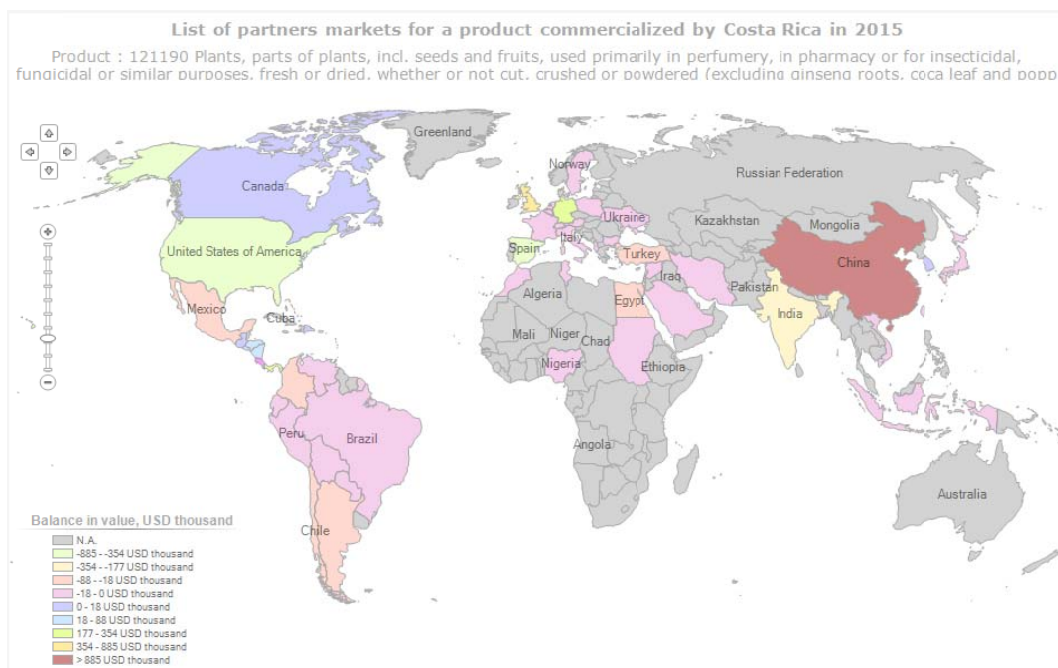 List of partners markets for a product commercialized by Costa Rica in 2015
Product : 121190 Plants, parts of plants, incl. seeds and fruits, used primarily in perfumery, in pharmacy or for insecticidal,
fungicidal or similar purposes, fresh or dried, whether or not cut, crushed or powdered (excluding ginseng roots, coca leaf and popp
Greenland
Norway
Russian Federation
Canada
Ukraine
Kazakhstan
Mongolia
United States of America
Spain
Italy
Turkey
China
Iraq
Pakistan
Mexico
Cuba
Algeria
Egypt
India
Mali
Niger
Chad
Nigeria
Ethiopia
Peru
Brazil
Angola
Australia
Chile
Balance in value, USD thousand
N.A.
-885 - -354 USD thousand
-354 - -177 USD thousand
-88 - -18 USD thousand
-18 - 0 USD thousand
0 - 18 USD thousand
18 - 88 USD thousand
177 - 354 USD thousand
354 - 885 USD thousand
> 885 USD thousand